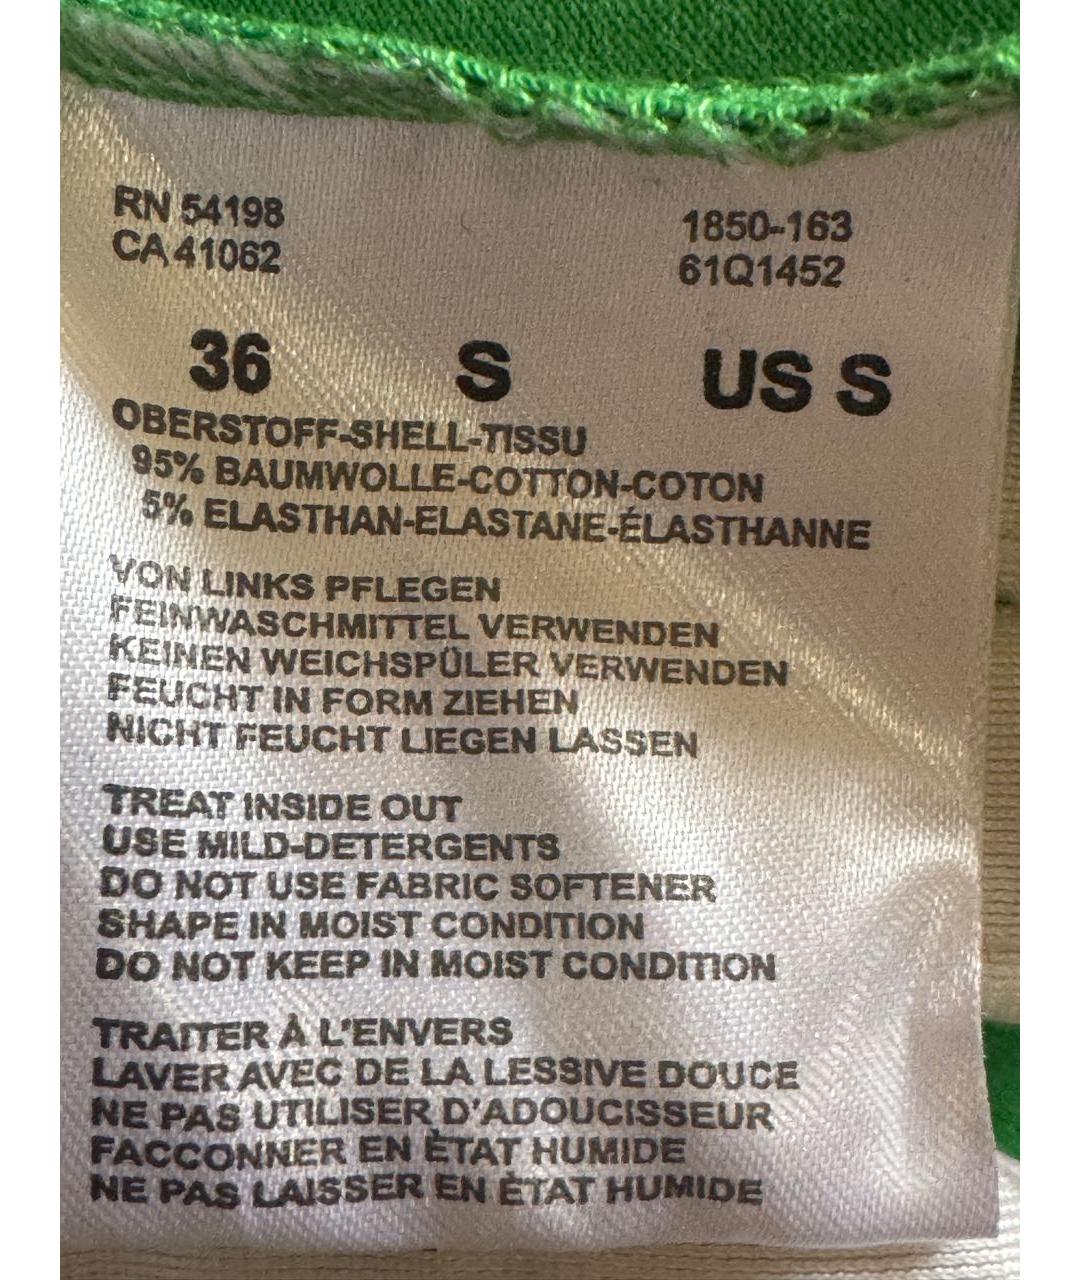 RN 54198
CA 41062
1850-163
61Q1452
36 S US S
OBERSTOFF-SHELL-TISSU
95% BAUMWOLLE-COTTON-COTON
5% ELASTHAN-ELASTANE-ÉLASTHANNE
VON LINKS PFLEGEN
FEINWASCHMITTEL VERWENDEN
KEINEN WEICHSPÜLER VERWENDEN
FEUCHT IN FORM ZIEHEN
NICHT FEUCHT LIEGEN LASSEN
TREAT INSIDE OUT
USE MILD-DETERGENTS
DO NOT USE FABRIC SOFTENER
SHAPE IN MOIST CONDITION
DO NOT KEEP IN MOIST CONDITION
TRAITER À L'ENVERS
LAVER AVEC DE LA LESSIVE DOUCE
NE PAS UTILISER D'ADOUCISSEUR
FACCONNER EN ÈTAT HUMIDE
NE PAS LAISSER EN ÈTAT HUMIDE